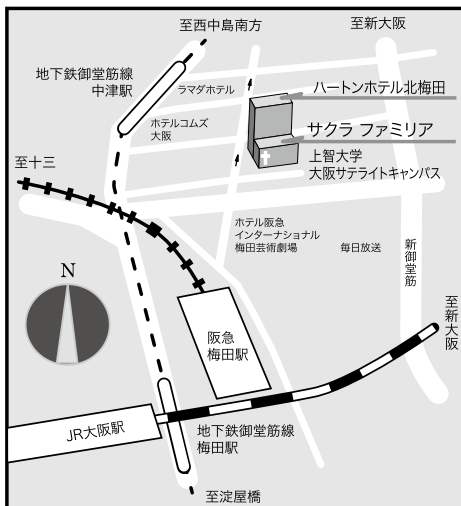 至西中島南方
至新大阪
地下鉄御堂筋線
中津駅
ラマダホテル
ハートンホテル北梅田
ホテルコムズ
大阪
サクラ ファミリア
上智大学
大阪サテライトキャンパス
至十三
ホテル阪急
インターナショナル
梅田芸術劇場
毎日放送
新御堂筋
N
至新大阪
阪急
梅田駅
JR大阪駅
地下鉄御堂筋線
梅田駅
至淀屋橋